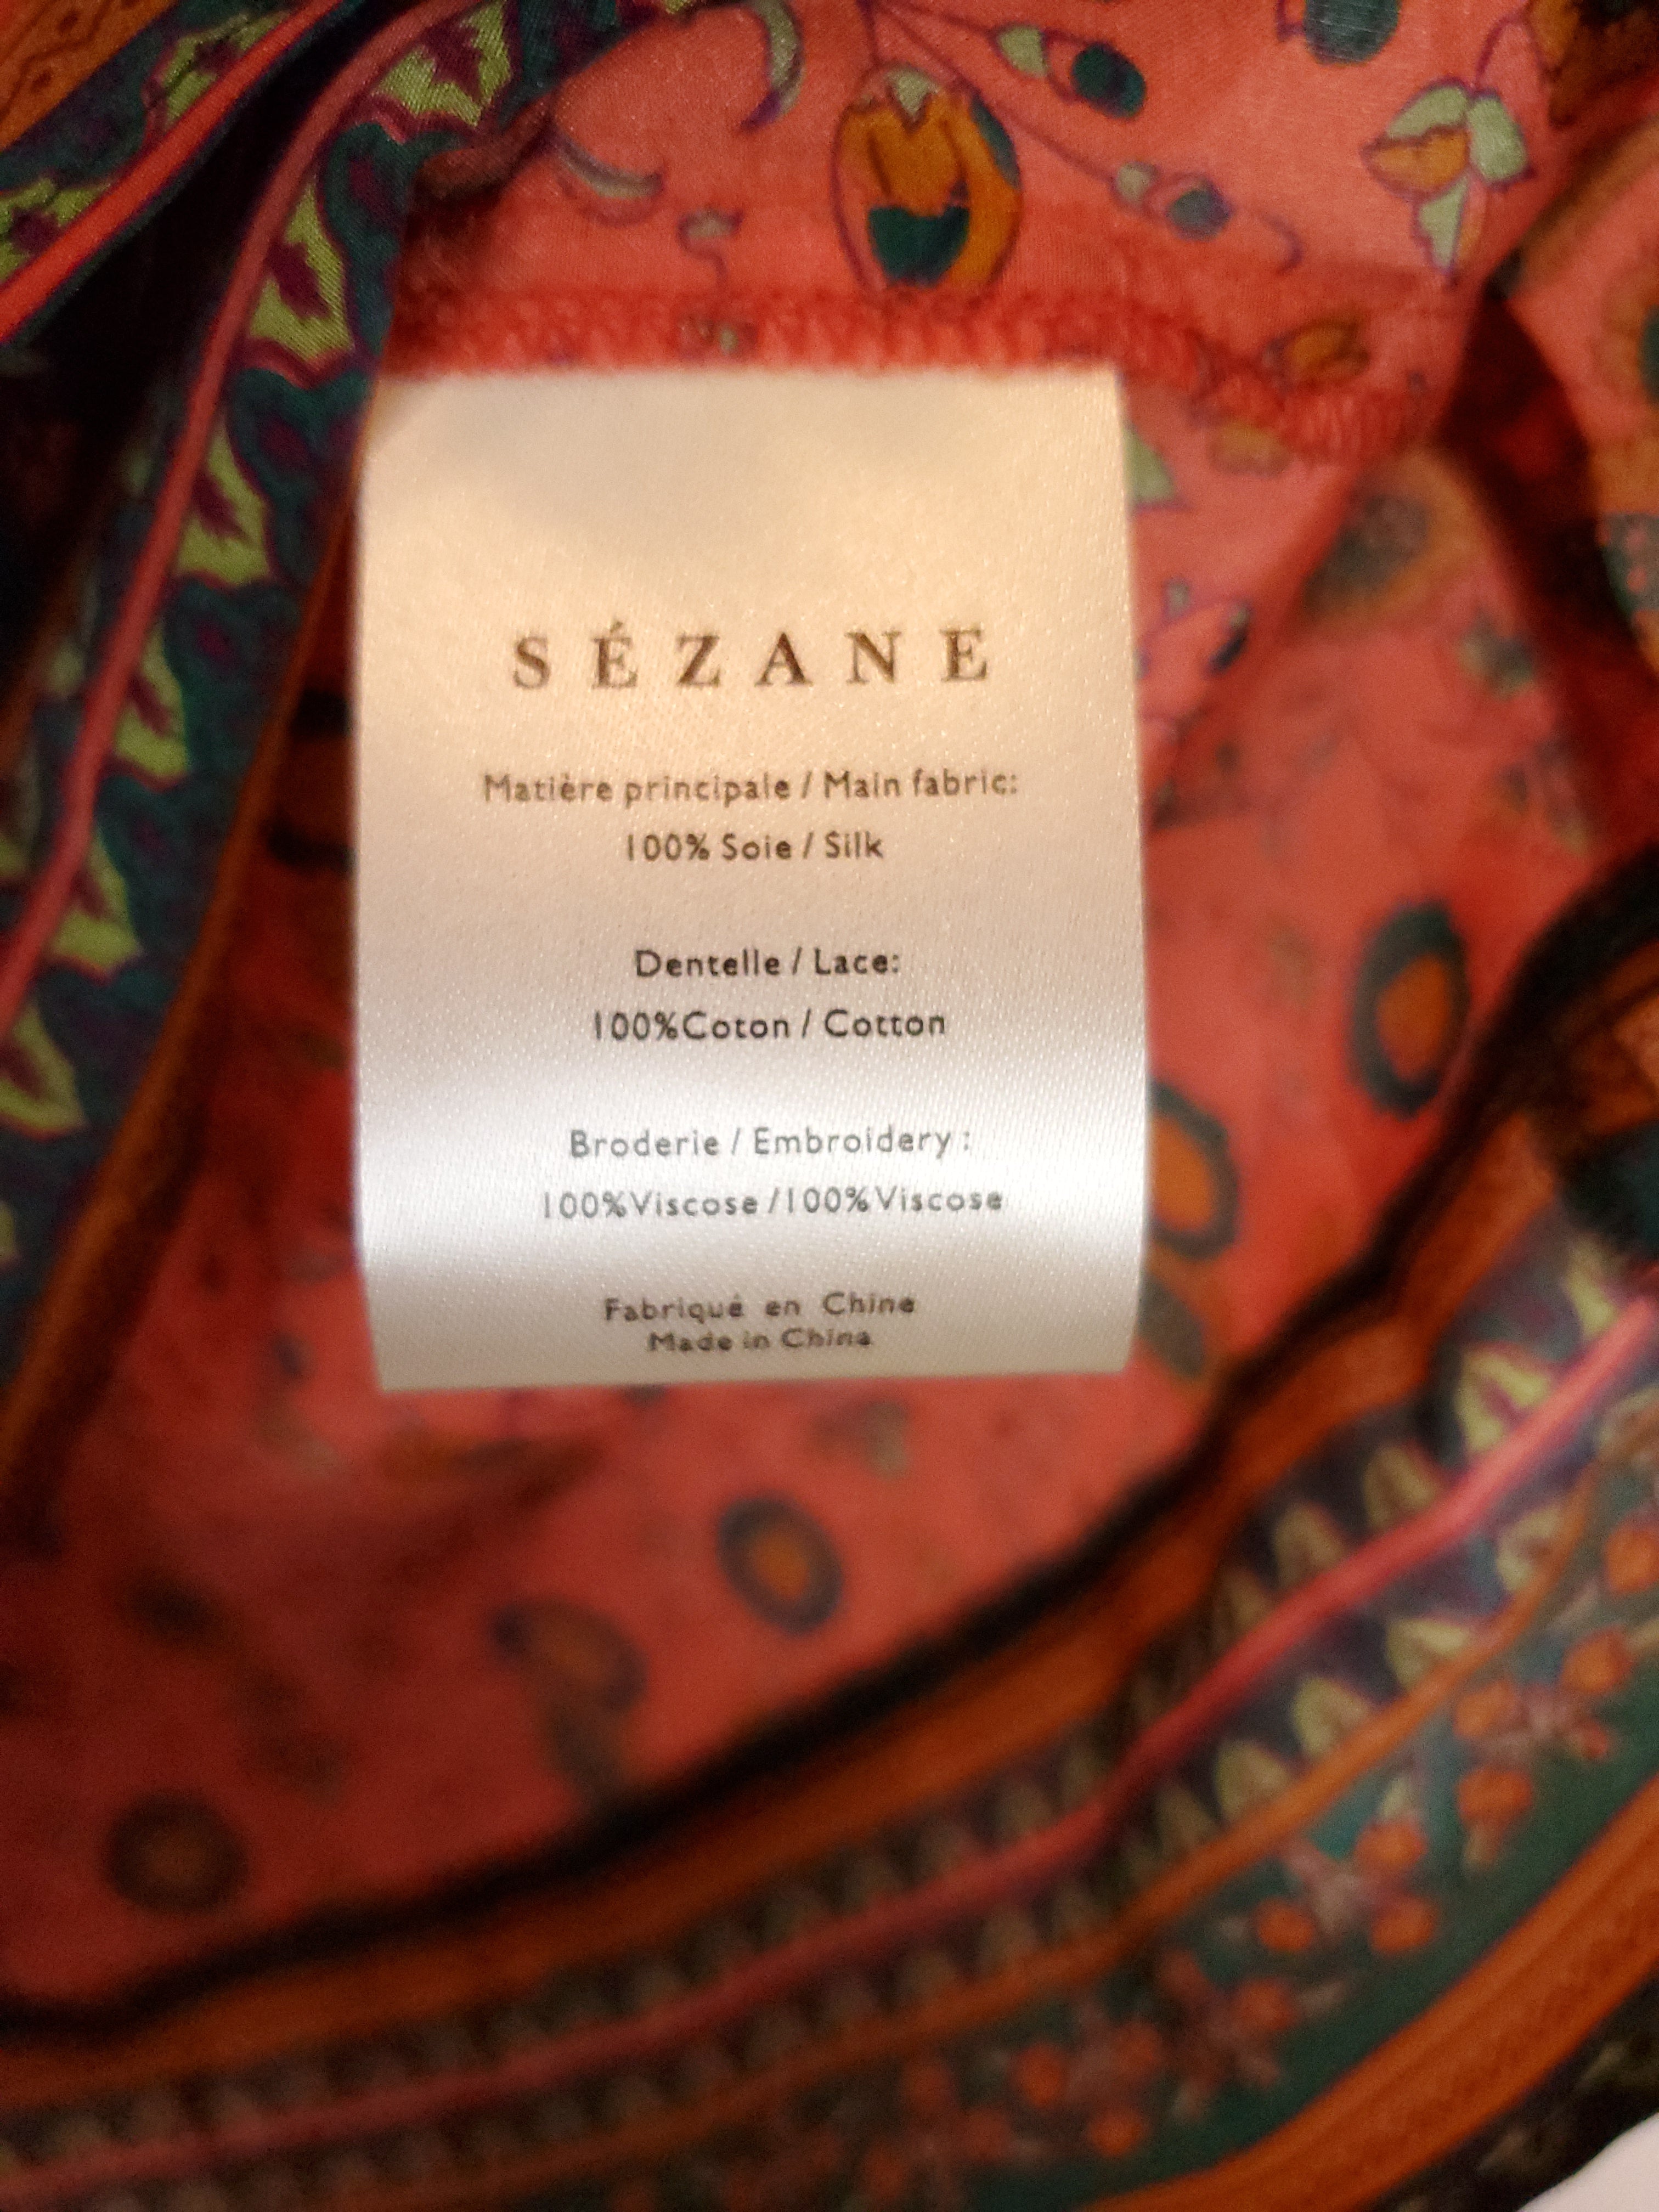 SÉZANE
Matière principale / Main fabric:
100% Soie / Silk
Dentelle / Lace:
100%Coton / Cotton
Broderie / Embroidery :
100%Viscose /100%Viscose
Fabriqué en Chine
Made in China